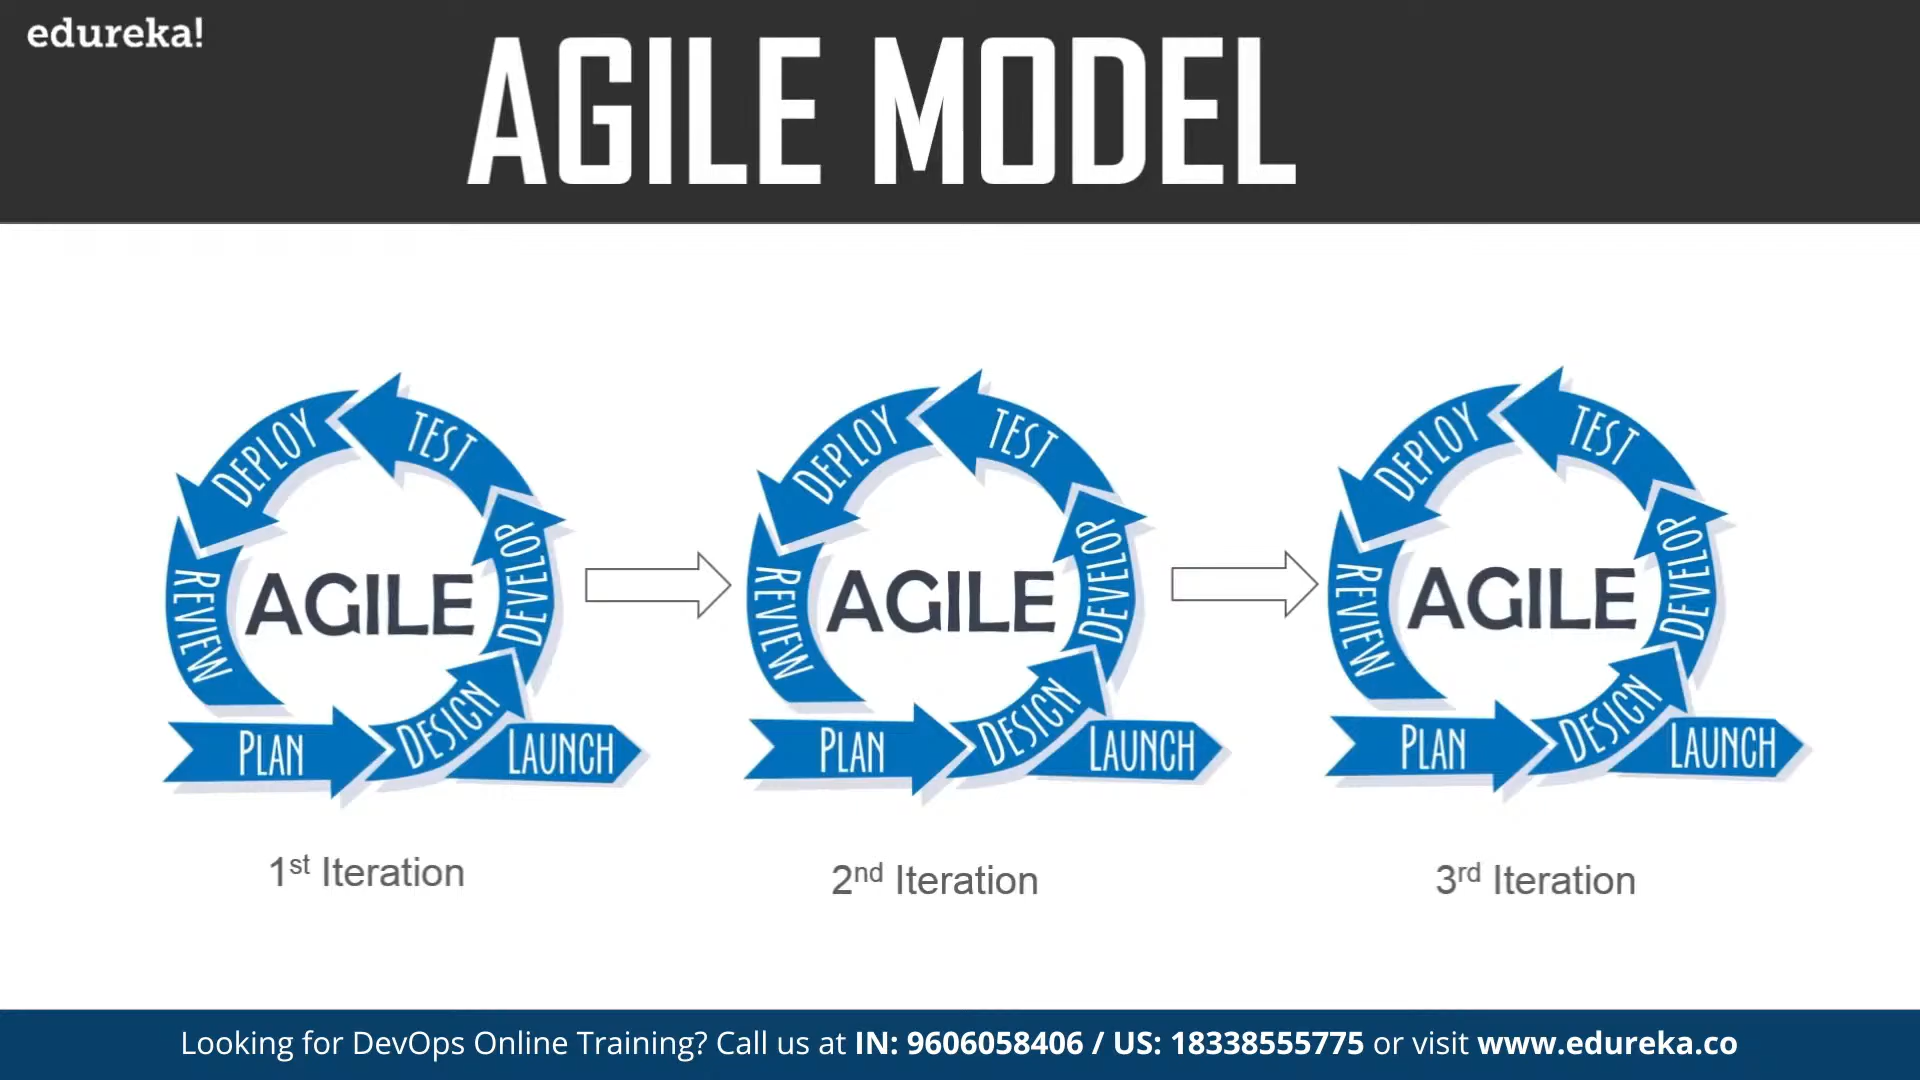 edureka!
AGILE MODEL
DEPLOY
TEST
REVIEW
AGILE
DEVELOP
PLAN
DESIGN
LAUNCH
1st Iteration
DEPLOY
TEST
REVIEW
AGILE
DEVELOP
PLAN
DESIGN
LAUNCH
2nd Iteration
DEPLOY
TEST
REVIEW
AGILE
DEVELOP
PLAN
DESIGN
LAUNCH
3rd Iteration
Looking for DevOps Online Training? Call us at IN: 9606058406 / US: 18338555775 or visit www.edureka.co